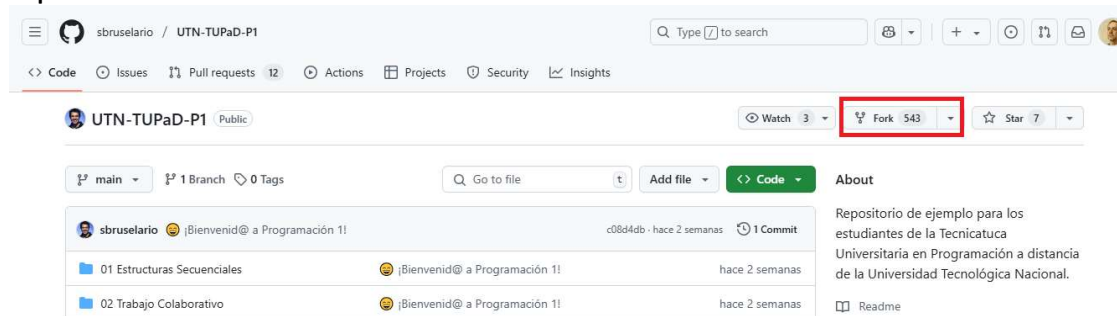 sbruselario / UTN-TUPaD-P1 Type / to search
Code Issues Pull requests 12 Actions Projects Security Insights
UTN-TUPaD-P1 Public Watch 3 Fork 543 Star 7
main 1 Branch 0 Tags Go to file t Add file Code About
sbruselario ¡Bienvenid@ a Programación 1! c08d4db · hace 2 semanas 1 Commit
Repositorio de ejemplo para los
estudiantes de la Tecnicatuca
Universitaria en Programación a distancia
de la Universidad Tecnológica Nacional.
01 Estructuras Secuenciales ¡Bienvenid@ a Programación 1! hace 2 semanas
02 Trabajo Colaborativo ¡Bienvenid@ a Programación 1! hace 2 semanas
Readme